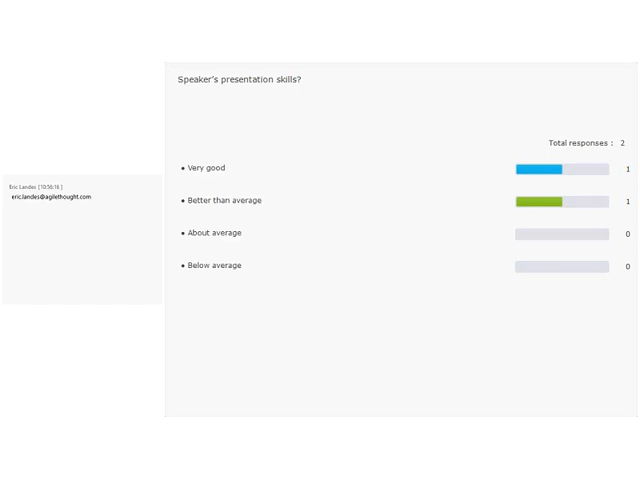 Speaker's presentation skills?
Total responses : 2
• Very good 1
• Better than average 1
• About average 0
• Below average 0
Eric Landes [10:56:16 ]
eric.landes@agilethought.com